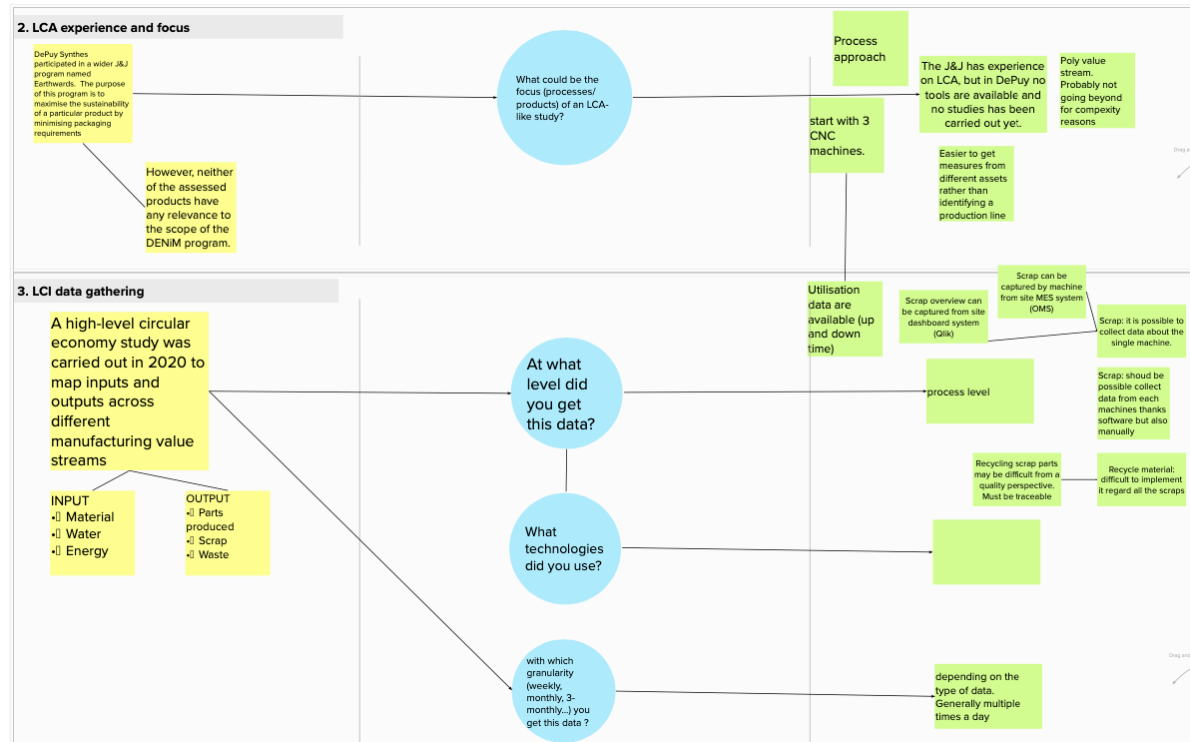 2. LCA experience and focus
DePuy Synthes
participated in a wider J&J
program named
Earthwards. The purpose
of this program is to
maximise the sustainability
of a particular product by
minimising packaging
requirements
However, neither
of the assessed
products have
any relevance to
the scope of the
DENiM program.
What could be the
focus (processes/
products) of an LCA-
like study?
Process
approach
start with 3
CNC
machines.
The J&J has experience
on LCA, but in DePuy no
tools are available and
no studies has been
carried out yet.
Poly value
stream.
Probably not
going beyond
for compexity
reasons
Easier to get
measures from
different assets
rather than
identifying a
production line
Drag a
3. LCI data gathering
A high-level circular
economy study was
carried out in 2020 to
map inputs and
outputs across
different
manufacturing value
streams
INPUT
• Material
• Water
• Energy
OUTPUT
• Parts
produced
• Scrap
• Waste
At what
level did
you get
this data?
What
technologies
did you use?
with which
granularity
(weekly,
monthly, 3-
monthly...) you
get this data ?
Utilisation
data are
available (up
and down
time)
Scrap overview can
be captured from site
dashboard system
(Qlik)
Scrap can be
captured by machine
from site MES system
(OMS)
Scrap: it is possible to
collect data about the
single machine.
process level
Scrap: shoud be
possible collect
data from each
machines thanks
software but also
manually
Recycling scrap parts
may be difficult from a
quality perspective.
Must be traceable
Recycle material:
difficult to implement
it regard all the scraps
Drag and
depending on the
type of data.
Generally multiple
times a day